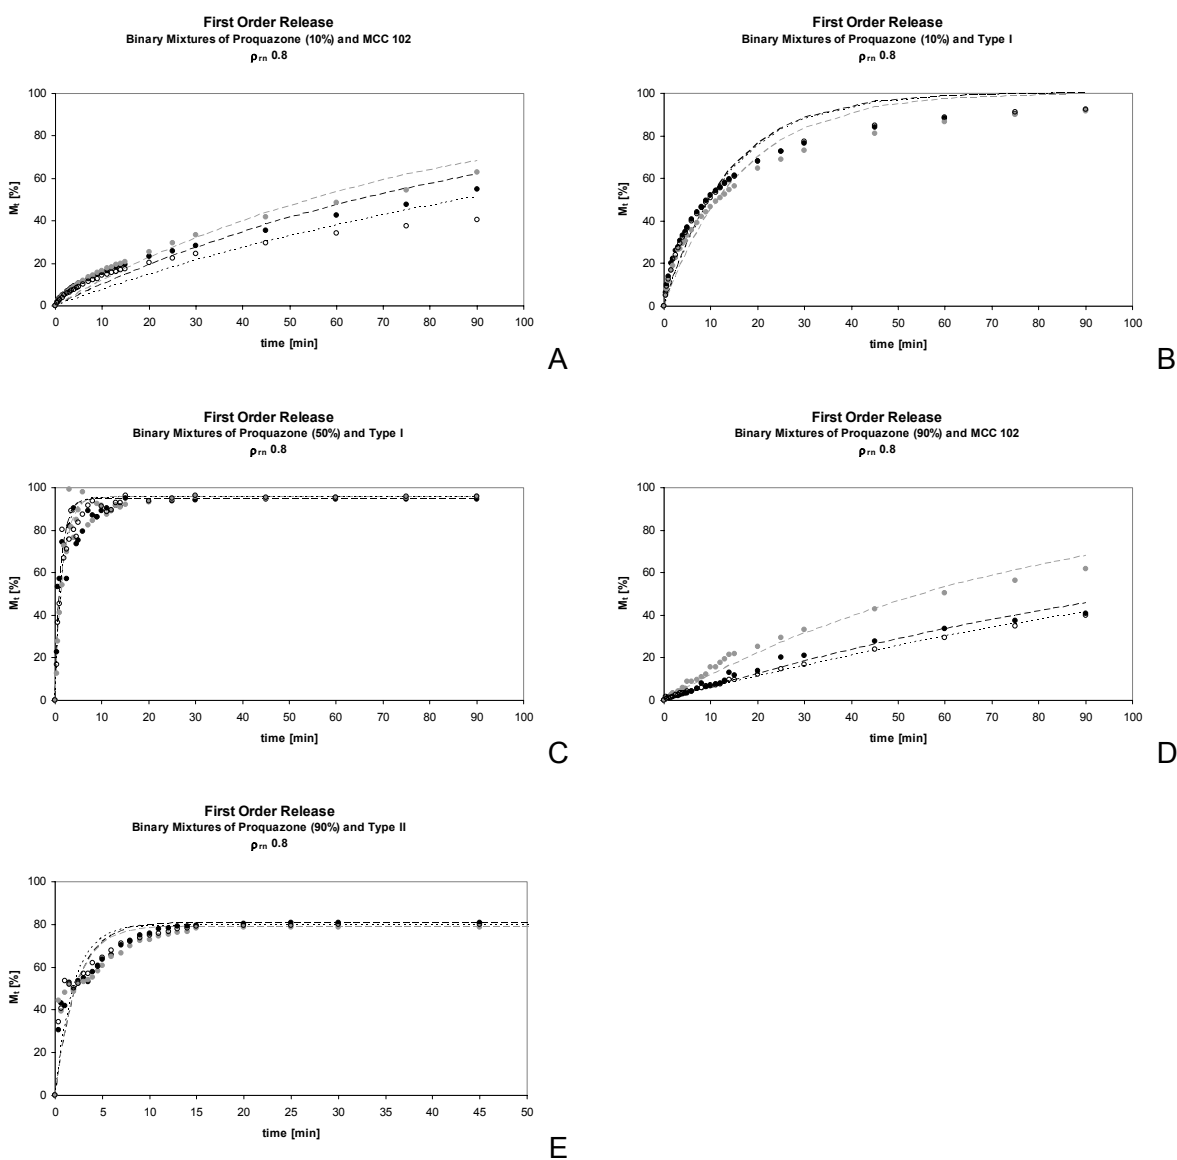 First Order Release
Binary Mixtures of Proquazone (10%) and MCC 102
ρrn 0.8
100
80
60
40
20
0
Mt [%]
0 10 20 30 40 50 60 70 80 90 100
time [min]
A
First Order Release
Binary Mixtures of Proquazone (10%) and Type I
ρrn 0.8
100
80
60
40
20
0
Mt [%]
0 10 20 30 40 50 60 70 80 90 100
time [min]
B
First Order Release
Binary Mixtures of Proquazone (50%) and Type I
ρrn 0.8
100
80
60
40
20
0
Mt [%]
0 10 20 30 40 50 60 70 80 90 100
time [min]
C
First Order Release
Binary Mixtures of Proquazone (90%) and MCC 102
ρrn 0.8
100
80
60
40
20
0
Mt [%]
0 10 20 30 40 50 60 70 80 90 100
time [min]
D
First Order Release
Binary Mixtures of Proquazone (90%) and Type II
ρrn 0.8
100
80
60
40
20
0
Mt [%]
0 5 10 15 20 25 30 35 40 45 50
time [min]
E